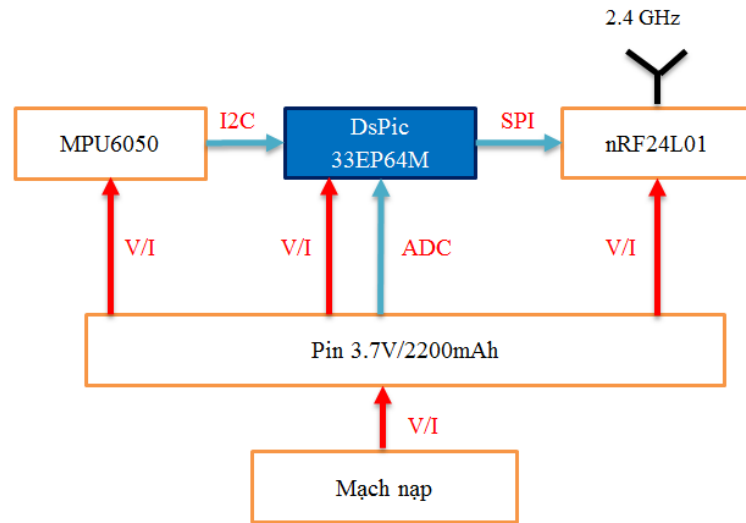 2.4 GHz
MPU6050
I2C
DsPic
33EP64M
SPI
nRF24L01
V/I
V/I
ADC
V/I
Pin 3.7V/2200mAh
V/I
Mạch nạp